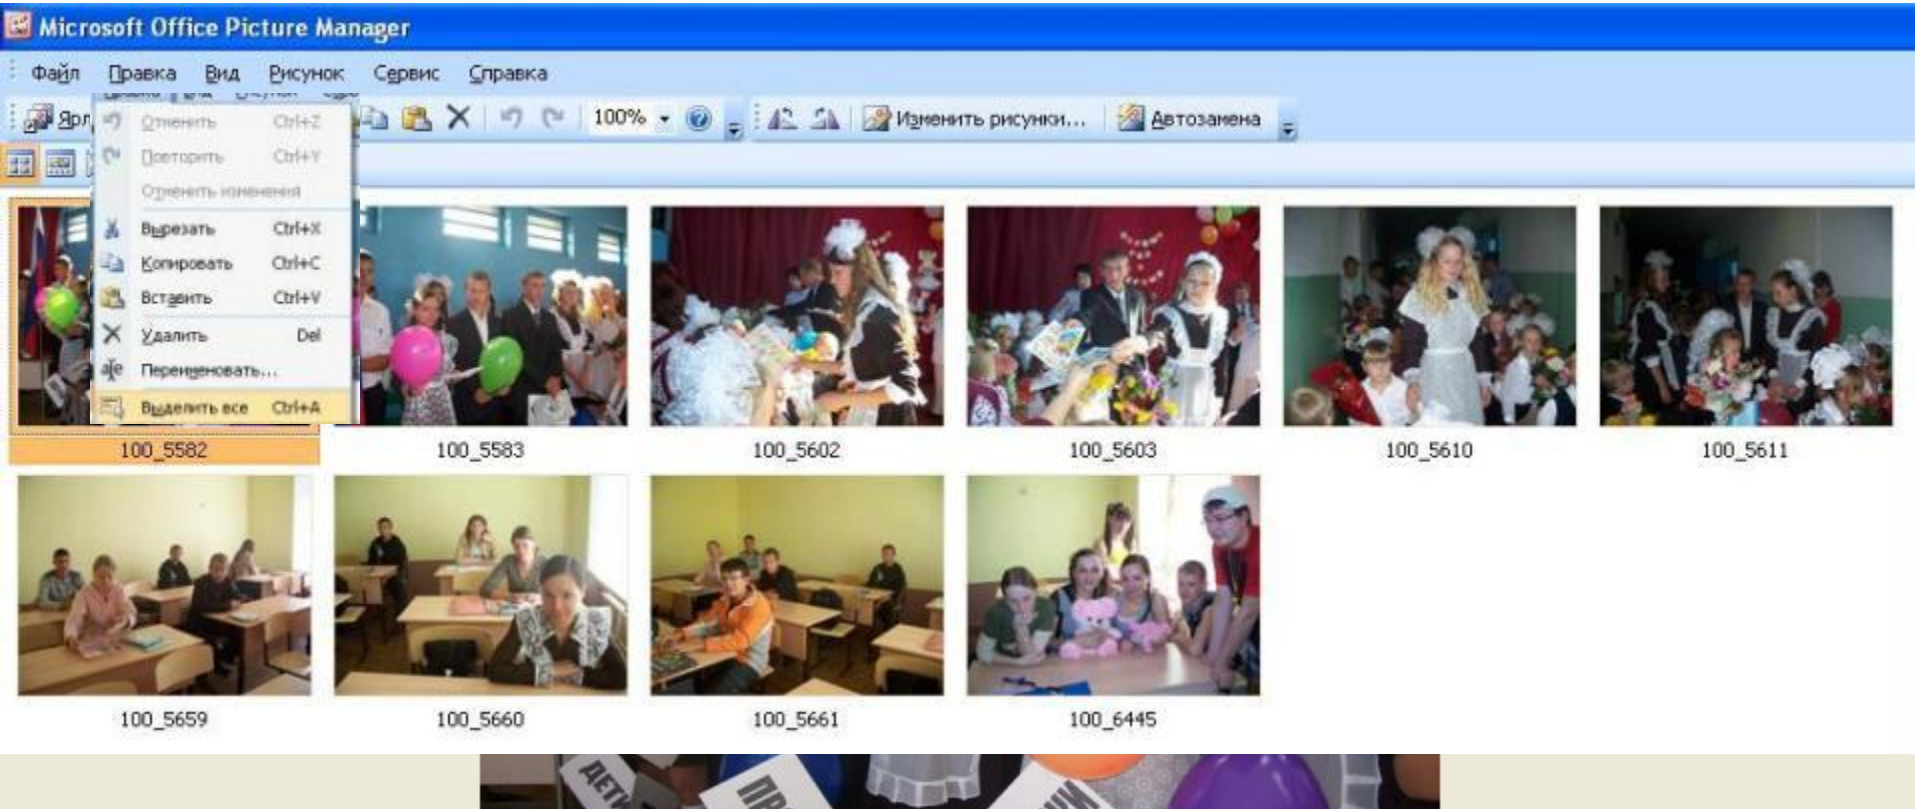 Microsoft Office Picture Manager
Файл Правка Вид Рисунок Сервис Справка
Ярл 100% Изменить рисунки... Автозамена
Отменить Ctrl+Z
Повторить Ctrl+Y
Отменить изменения
Вырезать Ctrl+X
Копировать Ctrl+C
Вставить Ctrl+V
Удалить Del
Переименовать...
Выделить все Ctrl+A
100_5582 100_5583 100_5602 100_5603 100_5610 100_5611
100_5659 100_5660 100_5661 100_6445
ДЕТИ